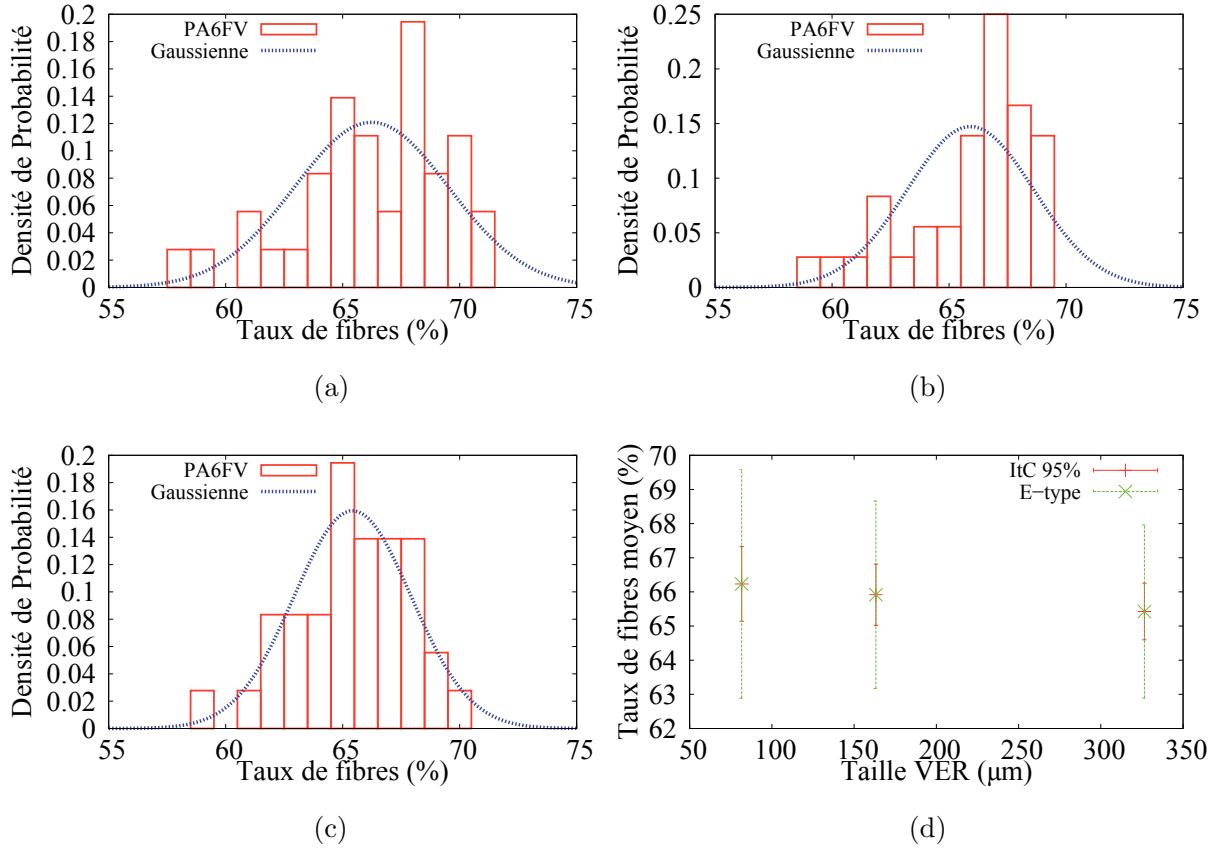 0.2
0.18
0.16
0.14
0.12
0.1
0.08
0.06
0.04
0.02
0
Densité de Probabilité
PA6FV
Gaussienne
55 60 65 70 75
Taux de fibres (%)
(a)
0.25
0.2
0.15
0.1
0.05
0
Densité de Probabilité
PA6FV
Gaussienne
55 60 65 70 75
Taux de fibres (%)
(b)
0.2
0.18
0.16
0.14
0.12
0.1
0.08
0.06
0.04
0.02
0
Densité de Probabilité
PA6FV
Gaussienne
55 60 65 70 75
Taux de fibres (%)
(c)
70
69
68
67
66
65
64
63
62
Taux de fibres moyen (%)
ItC 95%
E−type
50 100 150 200 250 300 350
Taille VER (µm)
(d)